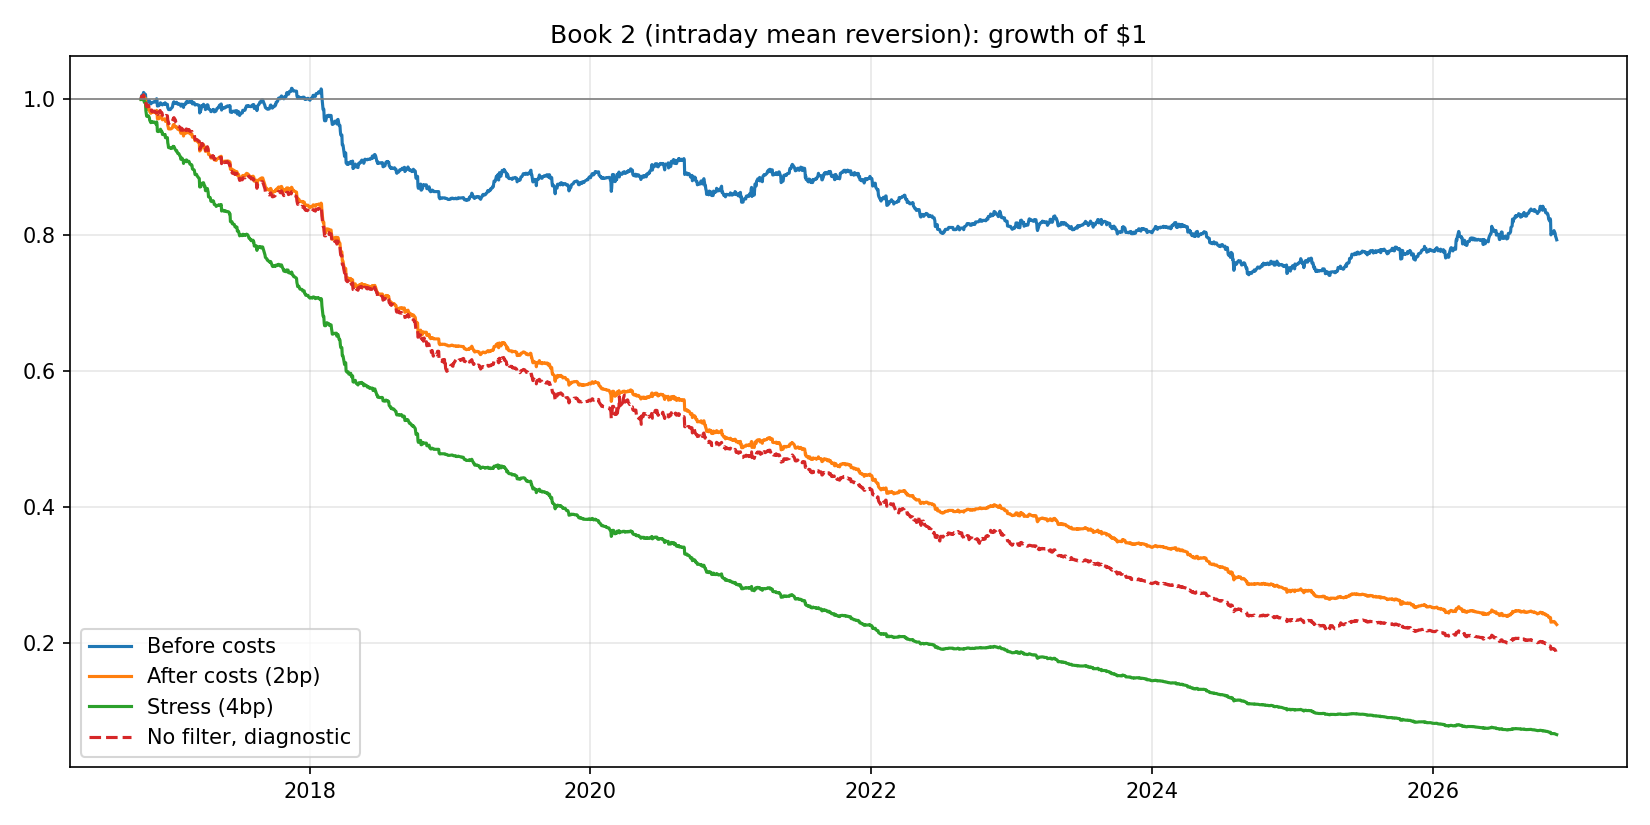 Book 2 (intraday mean reversion): growth of $1
1.0
0.8
0.6
0.4
0.2
Before costs
After costs (2bp)
Stress (4bp)
No filter, diagnostic
2018
2020
2022
2024
2026